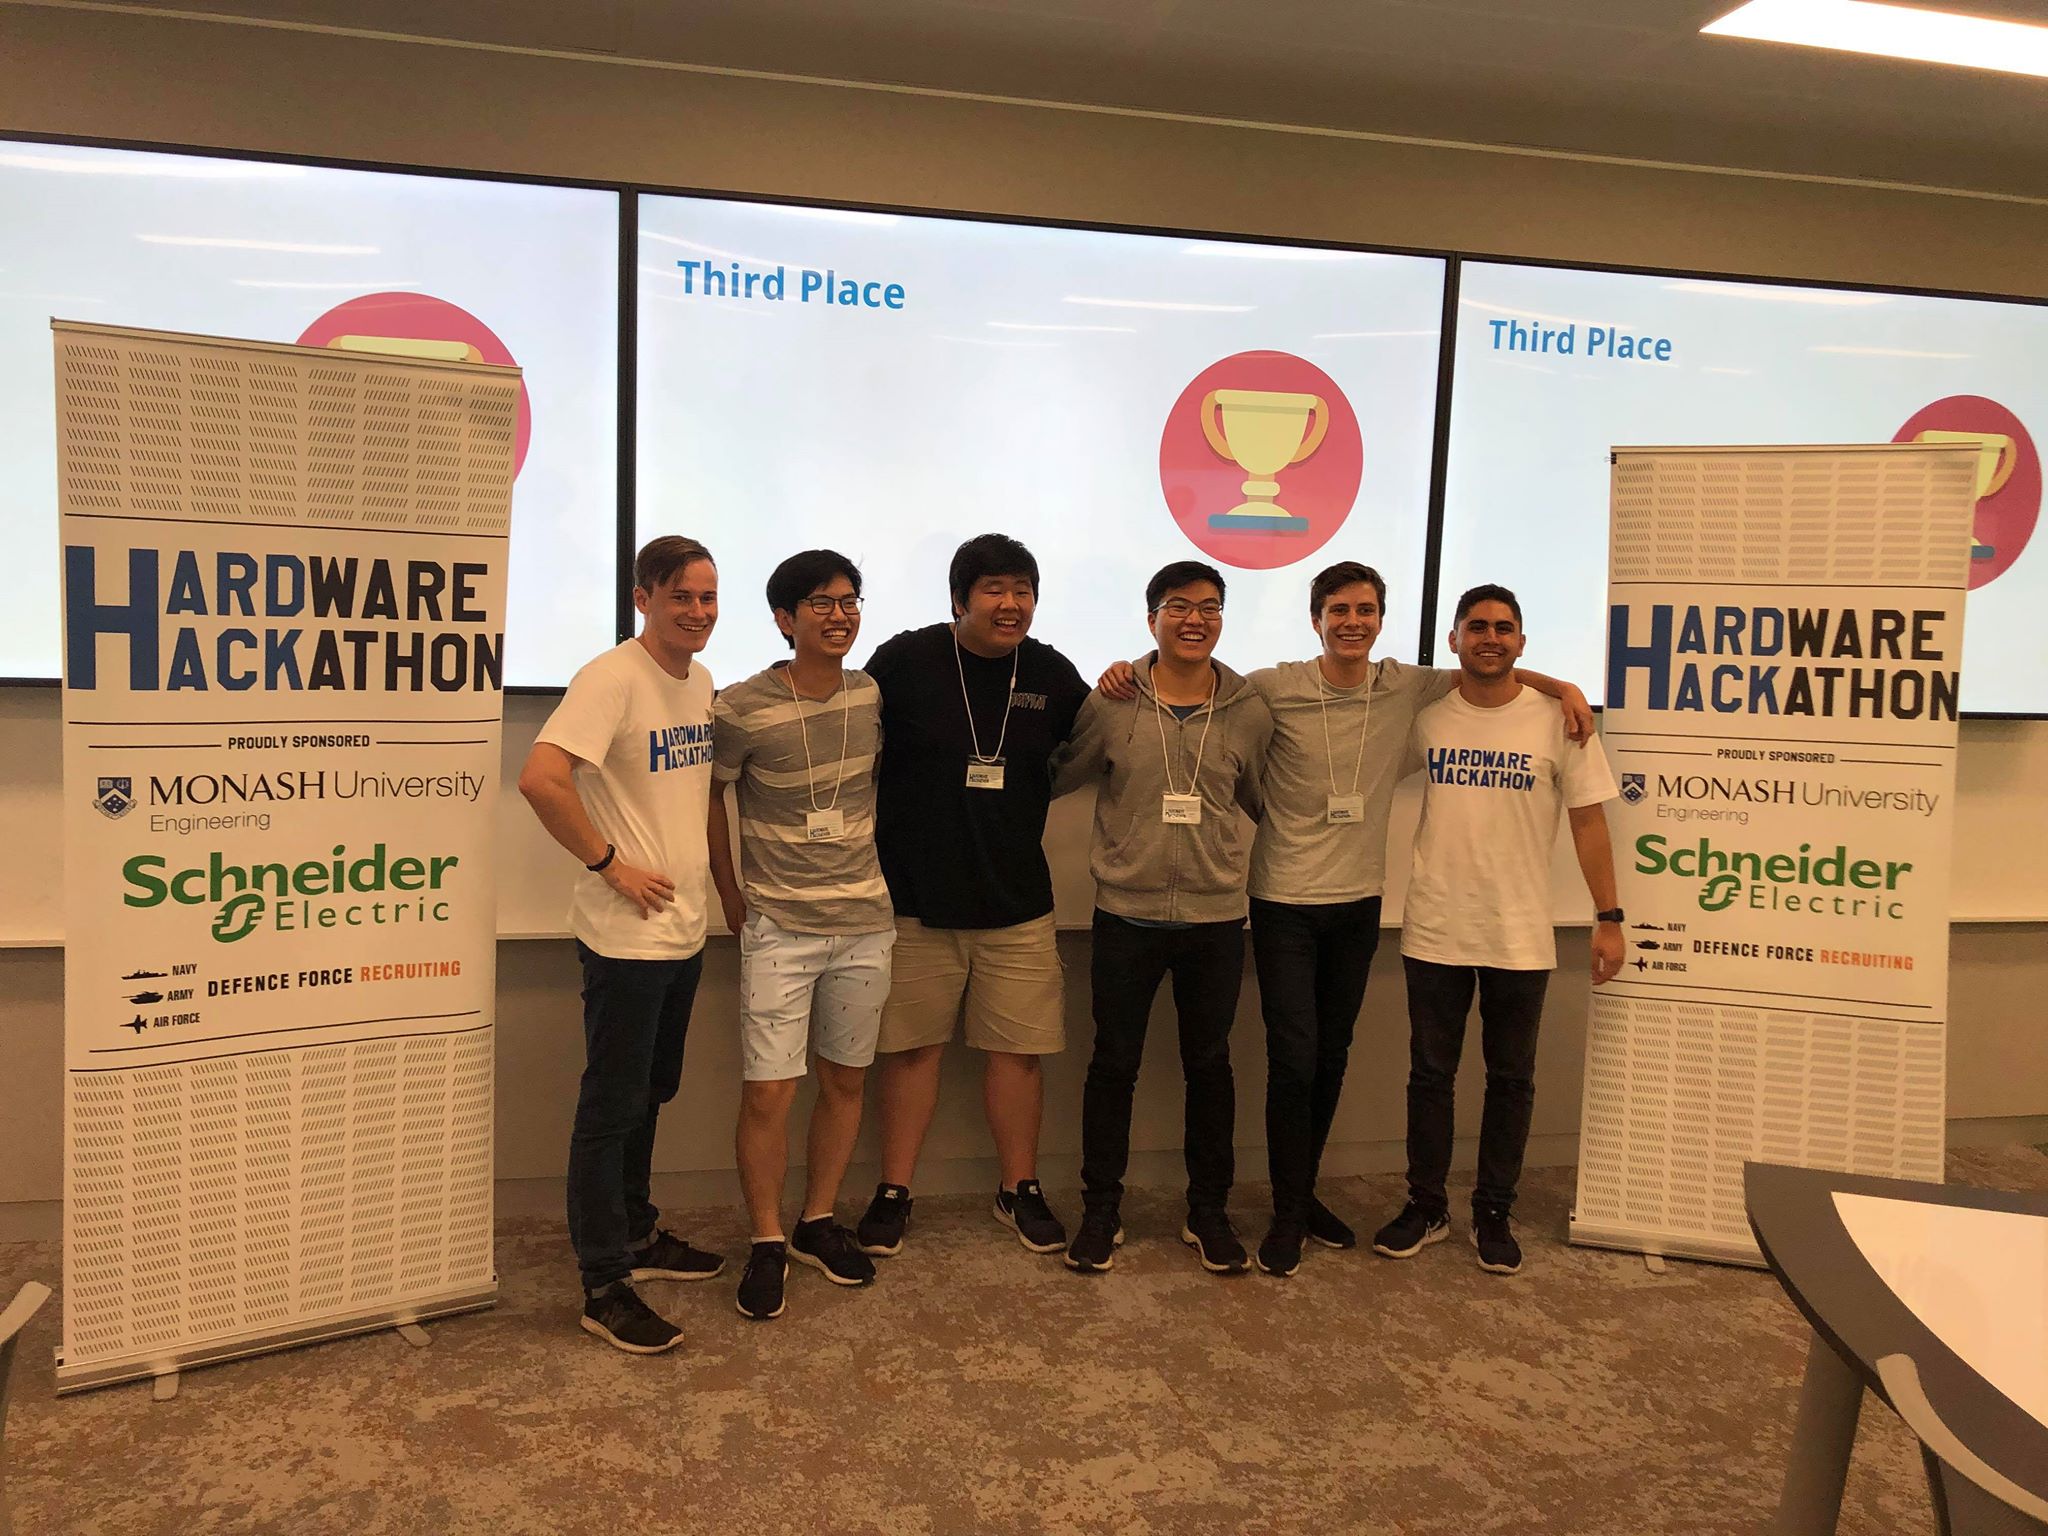 Third Place
Third Place
HARDWARE
HACKATHON
PROUDLY SPONSORED
MONASH University
Engineering
Schneider
Electric
NAVY
ARMY
AIR FORCE
DEFENCE FORCE RECRUITING
HARDWARE
HACKATHON
HARDWARE
HACKATHON
HARDWARE
HACKATHON
HARDWARE
HACKATHON
PROUDLY SPONSORED
MONASH University
Engineering
Schneider
Electric
NAVY
ARMY
AIR FORCE
DEFENCE FORCE RECRUITING